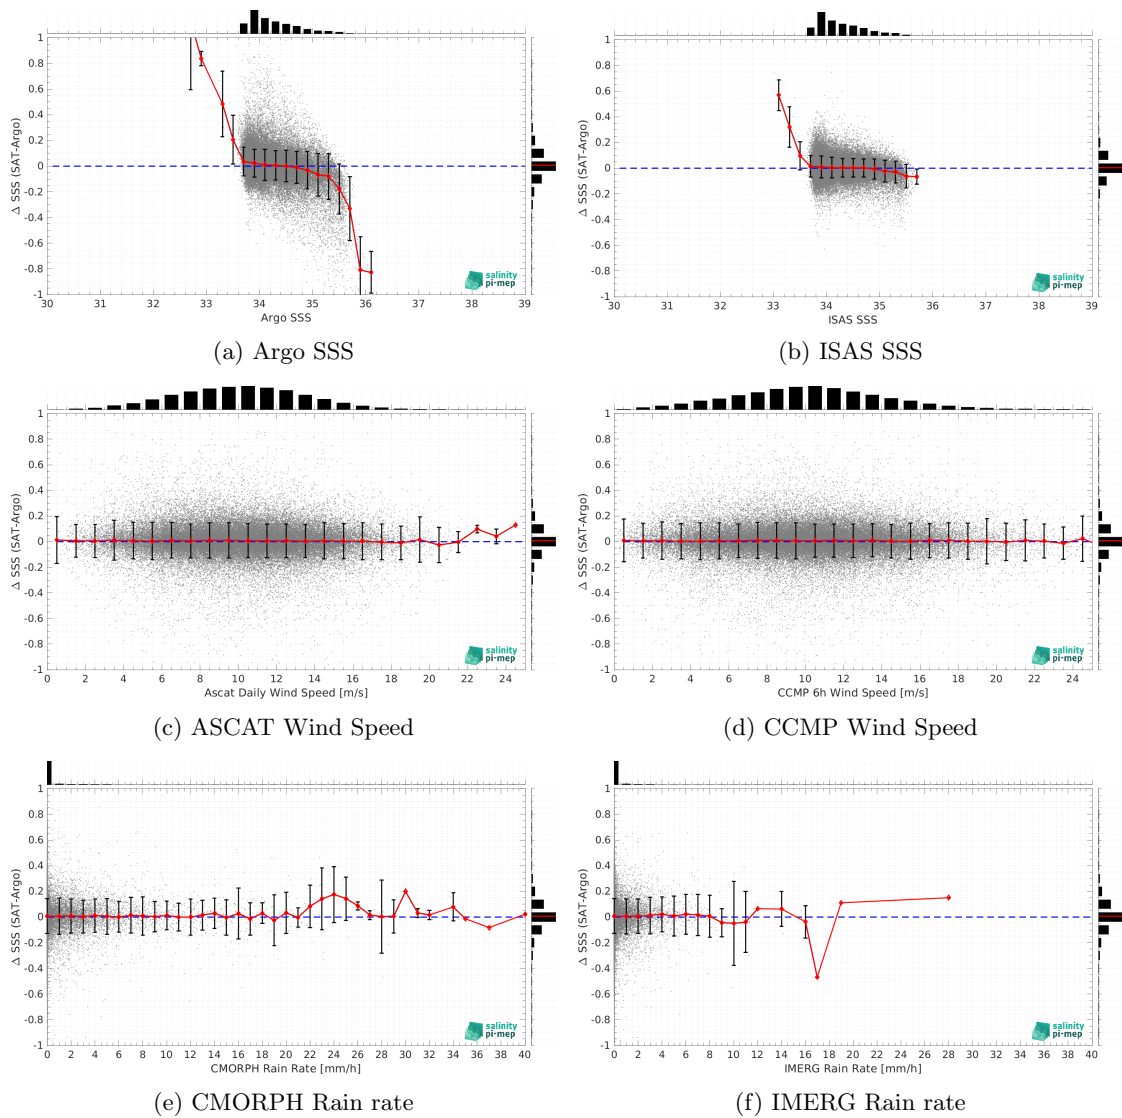 1
0.8
0.6
0.4
0.2
0
-0.2
-0.4
-0.6
-0.8
-1
Δ SSS (SAT-Argo)
30 31 32 33 34 35 36 37 38 39
Argo SSS
salinity
pi-mep
(a) Argo SSS
1
0.8
0.6
0.4
0.2
0
-0.2
-0.4
-0.6
-0.8
-1
Δ SSS (SAT-Argo)
30 31 32 33 34 35 36 37 38 39
ISAS SSS
salinity
pi-mep
(b) ISAS SSS
1
0.8
0.6
0.4
0.2
0
-0.2
-0.4
-0.6
-0.8
-1
Δ SSS (SAT-Argo)
0 2 4 6 8 10 12 14 16 18 20 22 24
Ascat Daily Wind Speed [m/s]
salinity
pi-mep
(c) ASCAT Wind Speed
1
0.8
0.6
0.4
0.2
0
-0.2
-0.4
-0.6
-0.8
-1
Δ SSS (SAT-Argo)
0 2 4 6 8 10 12 14 16 18 20 22 24
CCMP 6h Wind Speed [m/s]
salinity
pi-mep
(d) CCMP Wind Speed
1
0.8
0.6
0.4
0.2
0
-0.2
-0.4
-0.6
-0.8
-1
Δ SSS (SAT-Argo)
0 2 4 6 8 10 12 14 16 18 20 22 24 26 28 30 32 34 36 38 40
CMORPH Rain Rate [mm/h]
salinity
pi-mep
(e) CMORPH Rain rate
1
0.8
0.6
0.4
0.2
0
-0.2
-0.4
-0.6
-0.8
-1
Δ SSS (SAT-Argo)
0 2 4 6 8 10 12 14 16 18 20 22 24 26 28 30 32 34 36 38 40
IMERG Rain Rate [mm/h]
salinity
pi-mep
(f) IMERG Rain rate